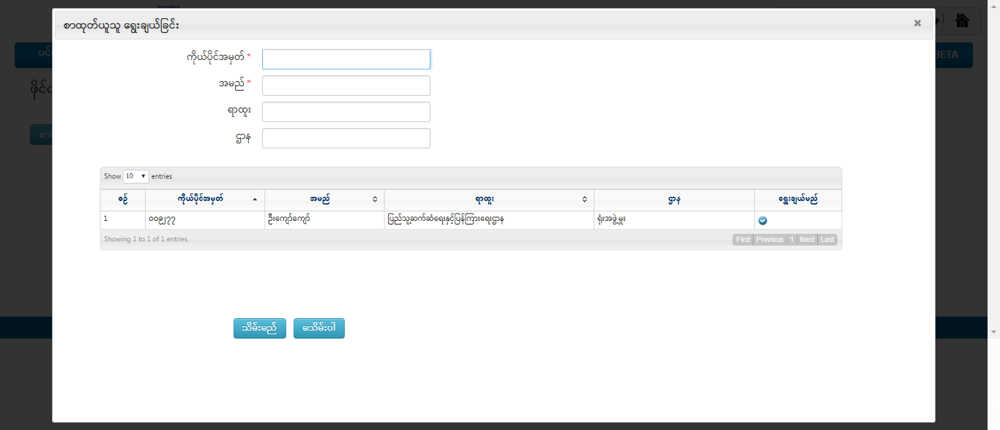 Innovative
စာထုတ်ယူသူ ရွေးချယ်ခြင်း
BETA
ကိုယ်ပိုင်အမှတ် *
အမည် *
ရာထူး
ဌာန
Show 10 entries
စဉ် ကိုယ်ပိုင်အမှတ် အမည် ရာထူး ဌာန ရွေးချယ်မည်
1 ၀၀၉၂၇၇ ဦးကျော်ကျော် ပြည်သူ့ဆက်ဆံရေးနှင့်ပြန်ကြားရေးဌာန ရုံးအဖွဲ့မှူး
Showing 1 to 1 of 1 entries First Previous 1 Next Last
သိမ်းမည် မသိမ်းပါ